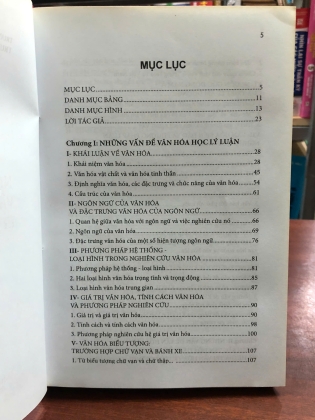 5
MỤC LỤC
MỤC LỤC.......5
DANH MỤC BẢNG.......11
DANH MỤC HÌNH.......13
LỜI TÁC GIẢ.......23
Chương I: NHỮNG VẤN ĐỀ VĂN HÓA HỌC LÝ LUẬN
I- KHÁI LUẬN VỀ VĂN HÓA.......28
1. Khái niệm văn hóa.......28
2. Văn hóa vật chất và văn hóa tinh thần.......45
3. Định nghĩa văn hóa, các đặc trưng và chức năng của văn hóa.......54
4. Cấu trúc của văn hóa.......61
II- NGÔN NGỮ CỦA VĂN HÓA
VÀ ĐẶC TRƯNG VĂN HÓA CỦA NGÔN NGỮ.......66
1. Quan hệ giữa văn hóa với ngôn ngữ và việc nghiên cứu nó.......66
2. Ngôn ngữ của văn hóa.......69
3. Đặc trưng văn hóa của một hiện tượng ngôn ngữ.......76
III- PHƯƠNG PHÁP HỆ THỐNG -
LOẠI HÌNH TRONG NGHIÊN CỨU VĂN HÓA.......81
1. Phương pháp hệ thống - loại hình.......81
2. Hai loại hình văn hóa trọng tĩnh và trọng động.......83
3. Loại hình văn hóa trung gian.......87
IV- GIÁ TRỊ VĂN HÓA, TÍNH CÁCH VĂN HÓA
VÀ PHƯƠNG PHÁP NGHIÊN CỨU.......90
1. Giá trị và giá trị văn hóa.......90
2. Tính cách và tính cách văn hóa.......98
3. Phương pháp nghiên cứu hệ giá trị văn hóa.......100
V- VĂN HÓA BIỂU TƯỢNG:
TRƯỜNG HỢP CHỮ VẠN VÀ BÁNH XE.......107
1. Từ biểu tượng chữ vạn và chữ thập.......107